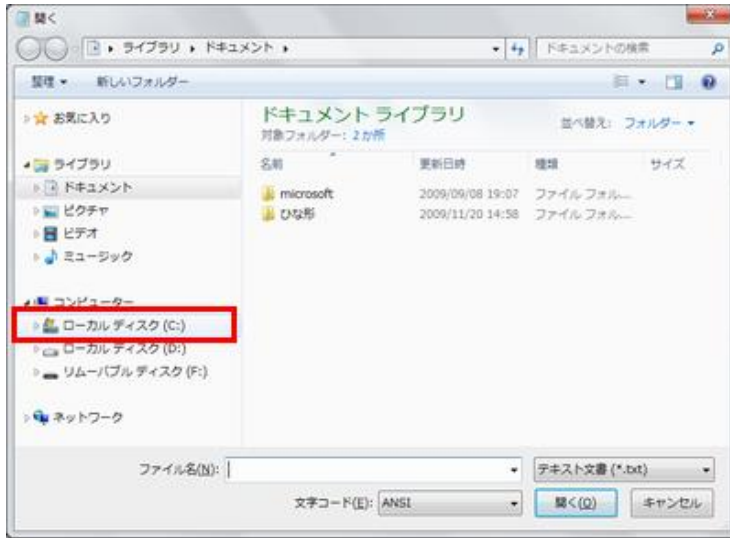 開く
ライブラリ ドキュメント ドキュメントの検索
整理 新しいフォルダー
お気に入り
ライブラリ
ドキュメント
ピクチャ
ビデオ
ミュージック
コンピューター
ローカル ディスク (C:)
ローカル ディスク (D:)
リムーバブル ディスク (F:)
ネットワーク
ドキュメント ライブラリ
対象フォルダー: 2か所
並べ替え: フォルダー
名前 更新日時 種類 サイズ
microsoft 2009/09/08 19:07 ファイル フォル...
ひな形 2009/11/20 14:58 ファイル フォル...
ファイル名(N): テキスト文書 (*.txt)
文字コード(E): ANSI 開く(O) キャンセル